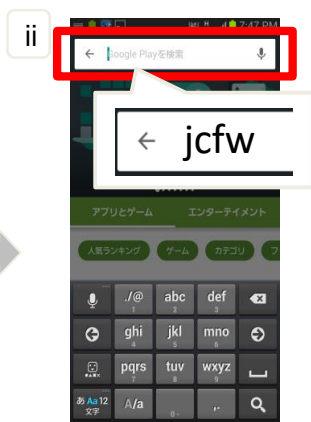 ii
7:47 PM
Google Playを検索
jcfw
アプリとゲーム エンターテイメント
人気ランキング ゲーム カテゴリ フ
./@ 1 abc 2 def 3
ghi 4 jkl 5 mno 6
pqrs 7 tuv 8 wxyz 9
あ Aa 12 文字 A/a 0 ,.